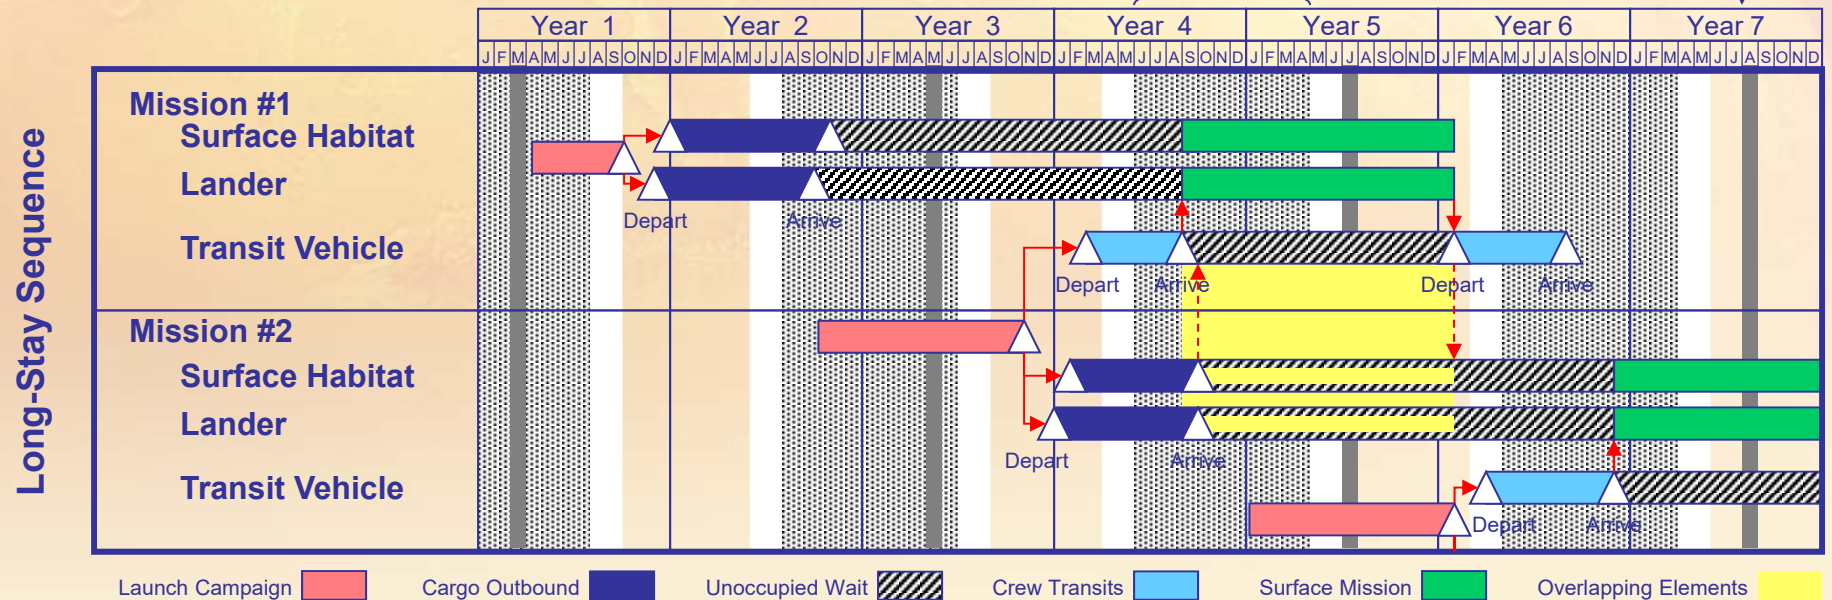 Year 1 Year 2 Year 3 Year 4 Year 5 Year 6 Year 7
J F M A M J J A S O N D J F M A M J J A S O N D J F M A M J J A S O N D J F M A M J J A S O N D J F M A M J J A S O N D J F M A M J J A S O N D J F M A M J J A S O N D
Long-Stay Sequence
Mission #1
Surface Habitat
Lander
Depart Arrive
Transit Vehicle
Depart Arrive Depart Arrive
Mission #2
Surface Habitat
Lander
Depart Arrive
Transit Vehicle
Depart Arrive
Launch Campaign Cargo Outbound Unoccupied Wait Crew Transits Surface Mission Overlapping Elements